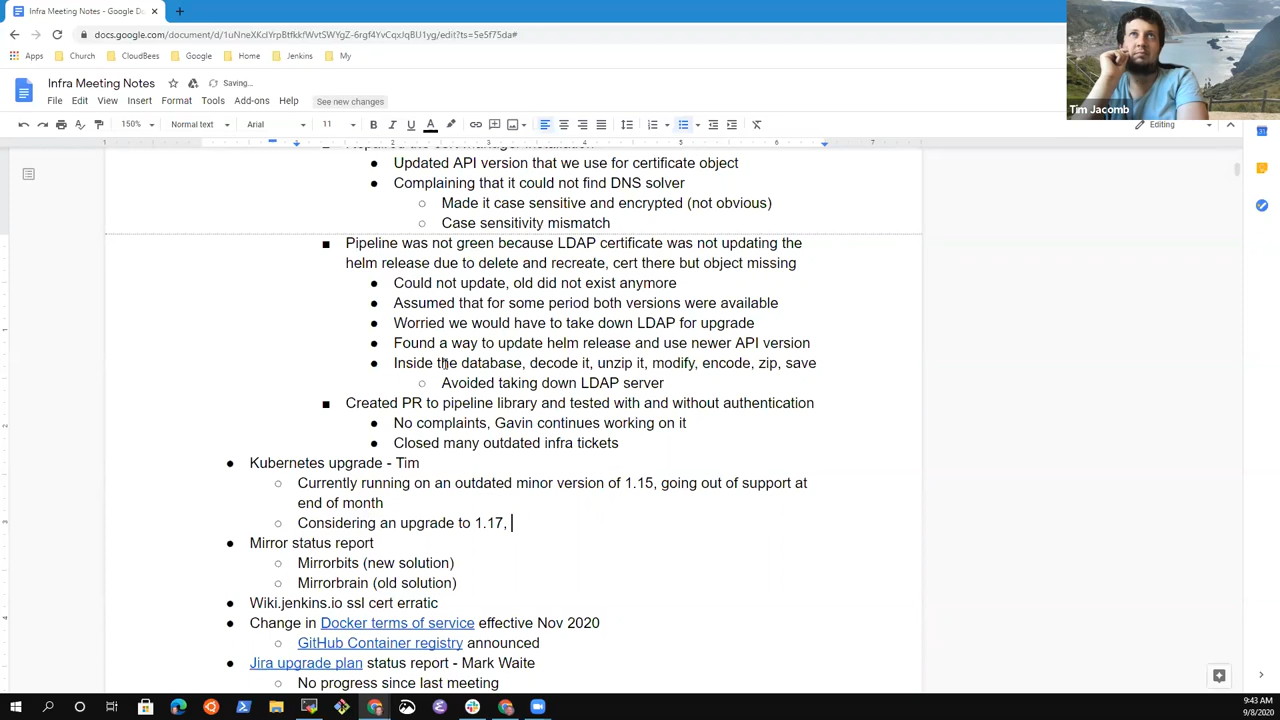 Infra Meeting Notes - Google Do
docs.google.com/document/d/1uNneXKcIYrpBtfkkfWvtSWYgZ-6rgf4YvCqxJqBU1yg/edit?ts=5e5f75da#
Apps Church CloudBees Google Home Jenkins My
Tim Jacomb
Infra Meeting Notes Saving...
File Edit View Insert Format Tools Add-ons Help See new changes
150% Normal text Arial 11 B I U A Editing
1 1 2 3 4 5 6 7
Updated API version that we use for certificate object
Complaining that it could not find DNS solver
Made it case sensitive and encrypted (not obvious)
Case sensitivity mismatch
Pipeline was not green because LDAP certificate was not updating the
helm release due to delete and recreate, cert there but object missing
Could not update, old did not exist anymore
Assumed that for some period both versions were available
Worried we would have to take down LDAP for upgrade
Found a way to update helm release and use newer API version
Inside the database, decode it, unzip it, modify, encode, zip, save
Avoided taking down LDAP server
Created PR to pipeline library and tested with and without authentication
No complaints, Gavin continues working on it
Closed many outdated infra tickets
Kubernetes upgrade - Tim
Currently running on an outdated minor version of 1.15, going out of support at
end of month
Considering an upgrade to 1.17,
Mirror status report
Mirrorbits (new solution)
Mirrorbrain (old solution)
Wiki.jenkins.io ssl cert erratic
Change in Docker terms of service effective Nov 2020
GitHub Container registry announced
Jira upgrade plan status report - Mark Waite
No progress since last meeting
9:43 AM
9/8/2020